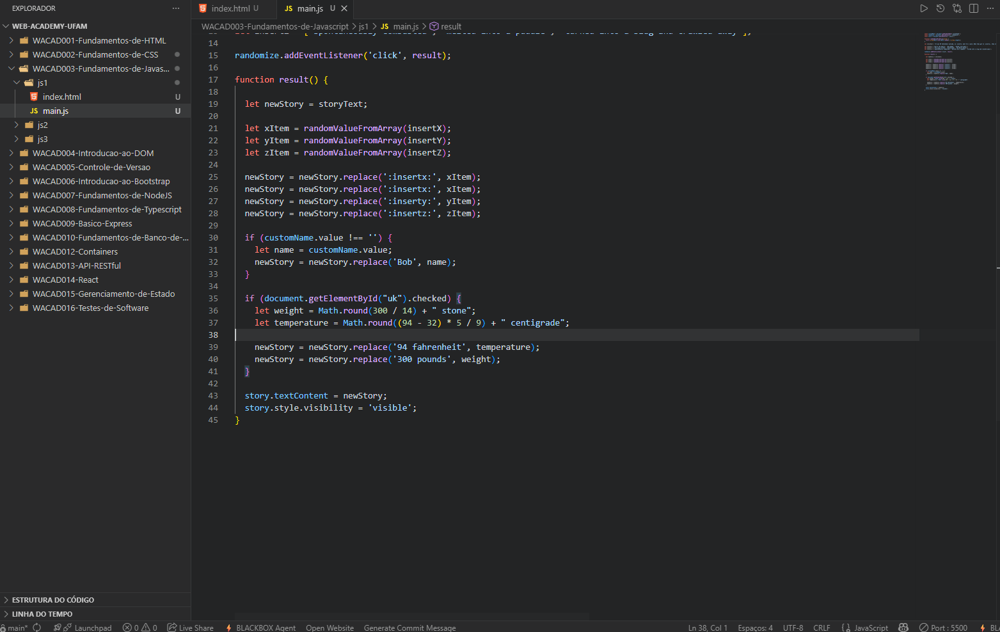 EXPLORADOR
WEB-ACADEMY-UFAM
WACAD001-Fundamentos-de-HTML
WACAD002-Fundamentos-de-CSS
WACAD003-Fundamentos-de-Javas...
js1
index.html U
JS main.js U
js2
js3
WACAD004-Introducao-ao-DOM
WACAD005-Controle-de-Versao
WACAD006-Introducao-ao-Bootstrap
WACAD007-Fundamentos-de-NodeJS
WACAD008-Fundamentos-de-Typescript
WACAD009-Basico-Express
WACAD010-Fundamentos-de-Banco-de-...
WACAD012-Containers
WACAD013-API-RESTful
WACAD014-React
WACAD015-Gerenciamento-de-Estado
WACAD016-Testes-de-Software
ESTRUTURA DO CÓDIGO
LINHA DO TEMPO
index.html U
JS main.js U
WACAD003-Fundamentos-de-Javascript > js1 > JS main.js > result
14
15 randomize.addEventListener('click', result);
16
17 function result() {
18
19 let newStory = storyText;
20
21 let xItem = randomValueFromArray(insertX);
22 let yItem = randomValueFromArray(insertY);
23 let zItem = randomValueFromArray(insertZ);
24
25 newStory = newStory.replace(':insertx:', xItem);
26 newStory = newStory.replace(':insertx:', xItem);
27 newStory = newStory.replace(':inserty:', yItem);
28 newStory = newStory.replace(':insertz:', zItem);
29
30 if (customName.value !== '') {
31 let name = customName.value;
32 newStory = newStory.replace('Bob', name);
33 }
34
35 if (document.getElementById("uk").checked) {
36 let weight = Math.round(300 / 14) + " stone";
37 let temperature = Math.round((94 - 32) * 5 / 9) + " centigrade";
38
39 newStory = newStory.replace('94 fahrenheit', temperature);
40 newStory = newStory.replace('300 pounds', weight);
41 }
42
43 story.textContent = newStory;
44 story.style.visibility = 'visible';
45 }
main* Launchpad 0 0 Live Share BLACKBOX Agent Open Website Generate Commit Message Ln 38, Col 1 Espaços: 4 UTF-8 CRLF JavaScript Port : 5500